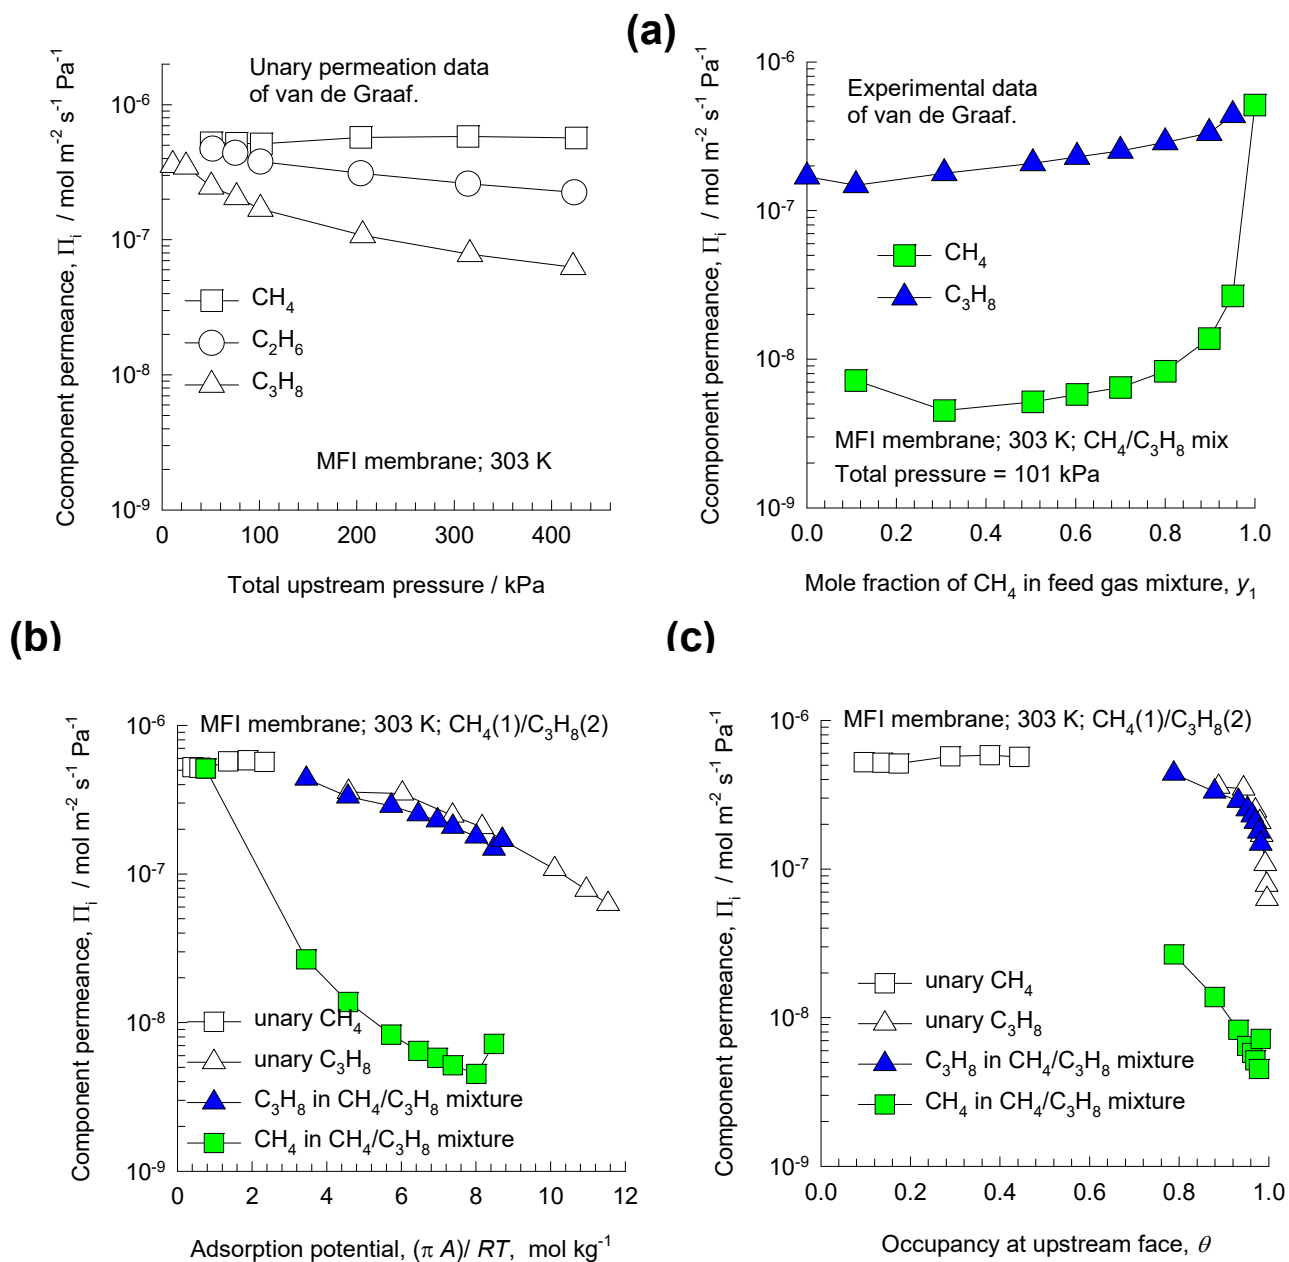 (a)
Unary permeation data
of van de Graaf.
Ccomponent permeance, Πi / mol m-2 s-1 Pa-1
10-6
10-7
10-8
10-9
CH4
C2H6
C3H8
MFI membrane; 303 K
0 100 200 300 400
Total upstream pressure / kPa
Experimental data
of van de Graaf.
Ccomponent permeance, Πi / mol m-2 s-1 Pa-1
10-6
10-7
10-8
10-9
CH4
C3H8
MFI membrane; 303 K; CH4/C3H8 mix
Total pressure = 101 kPa
0.0 0.2 0.4 0.6 0.8 1.0
Mole fraction of CH4 in feed gas mixture, y1
(b)
MFI membrane; 303 K; CH4(1)/C3H8(2)
Component permeance, Πi / mol m-2 s-1 Pa-1
10-6
10-7
10-8
10-9
unary CH4
unary C3H8
C3H8 in CH4/C3H8 mixture
CH4 in CH4/C3H8 mixture
0 2 4 6 8 10 12
Adsorption potential, (π A)/ RT, mol kg-1
(c)
MFI membrane; 303 K; CH4(1)/C3H8(2)
Component permeance, Πi / mol m-2 s-1 Pa-1
10-6
10-7
10-8
10-9
unary CH4
unary C3H8
C3H8 in CH4/C3H8 mixture
CH4 in CH4/C3H8 mixture
0.0 0.2 0.4 0.6 0.8 1.0
Occupancy at upstream face, θ